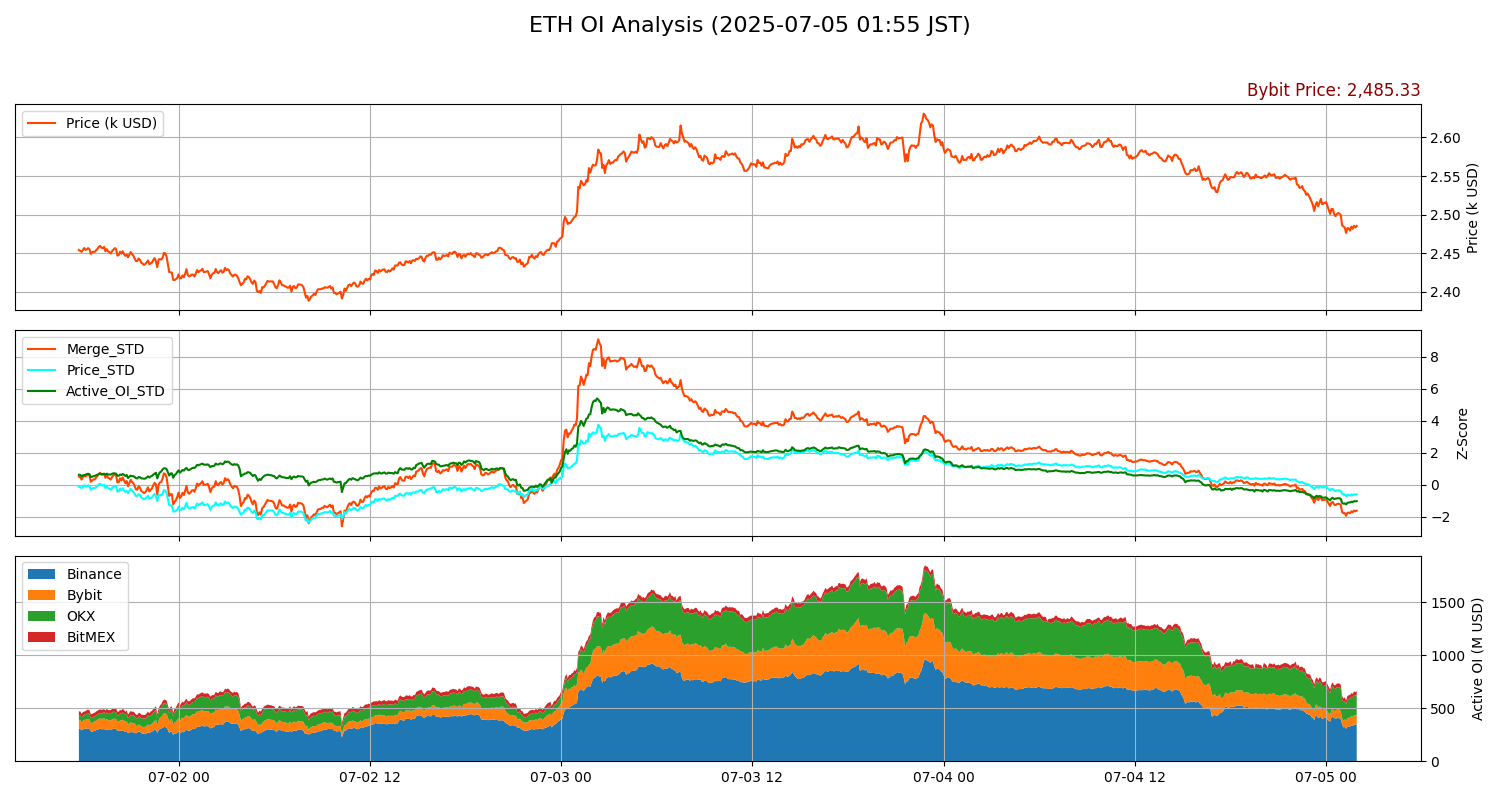 ETH OI Analysis (2025-07-05 01:55 JST)
Bybit Price: 2,485.33
Price (k USD)
2.60
2.55
2.50
2.45
2.40
Price (k USD)
Merge_STD
Price_STD
Active_OI_STD
8
6
4
2
0
−2
Z-Score
Binance
Bybit
OKX
BitMEX
1500
1000
500
0
Active OI (M USD)
07-02 00
07-02 12
07-03 00
07-03 12
07-04 00
07-04 12
07-05 00